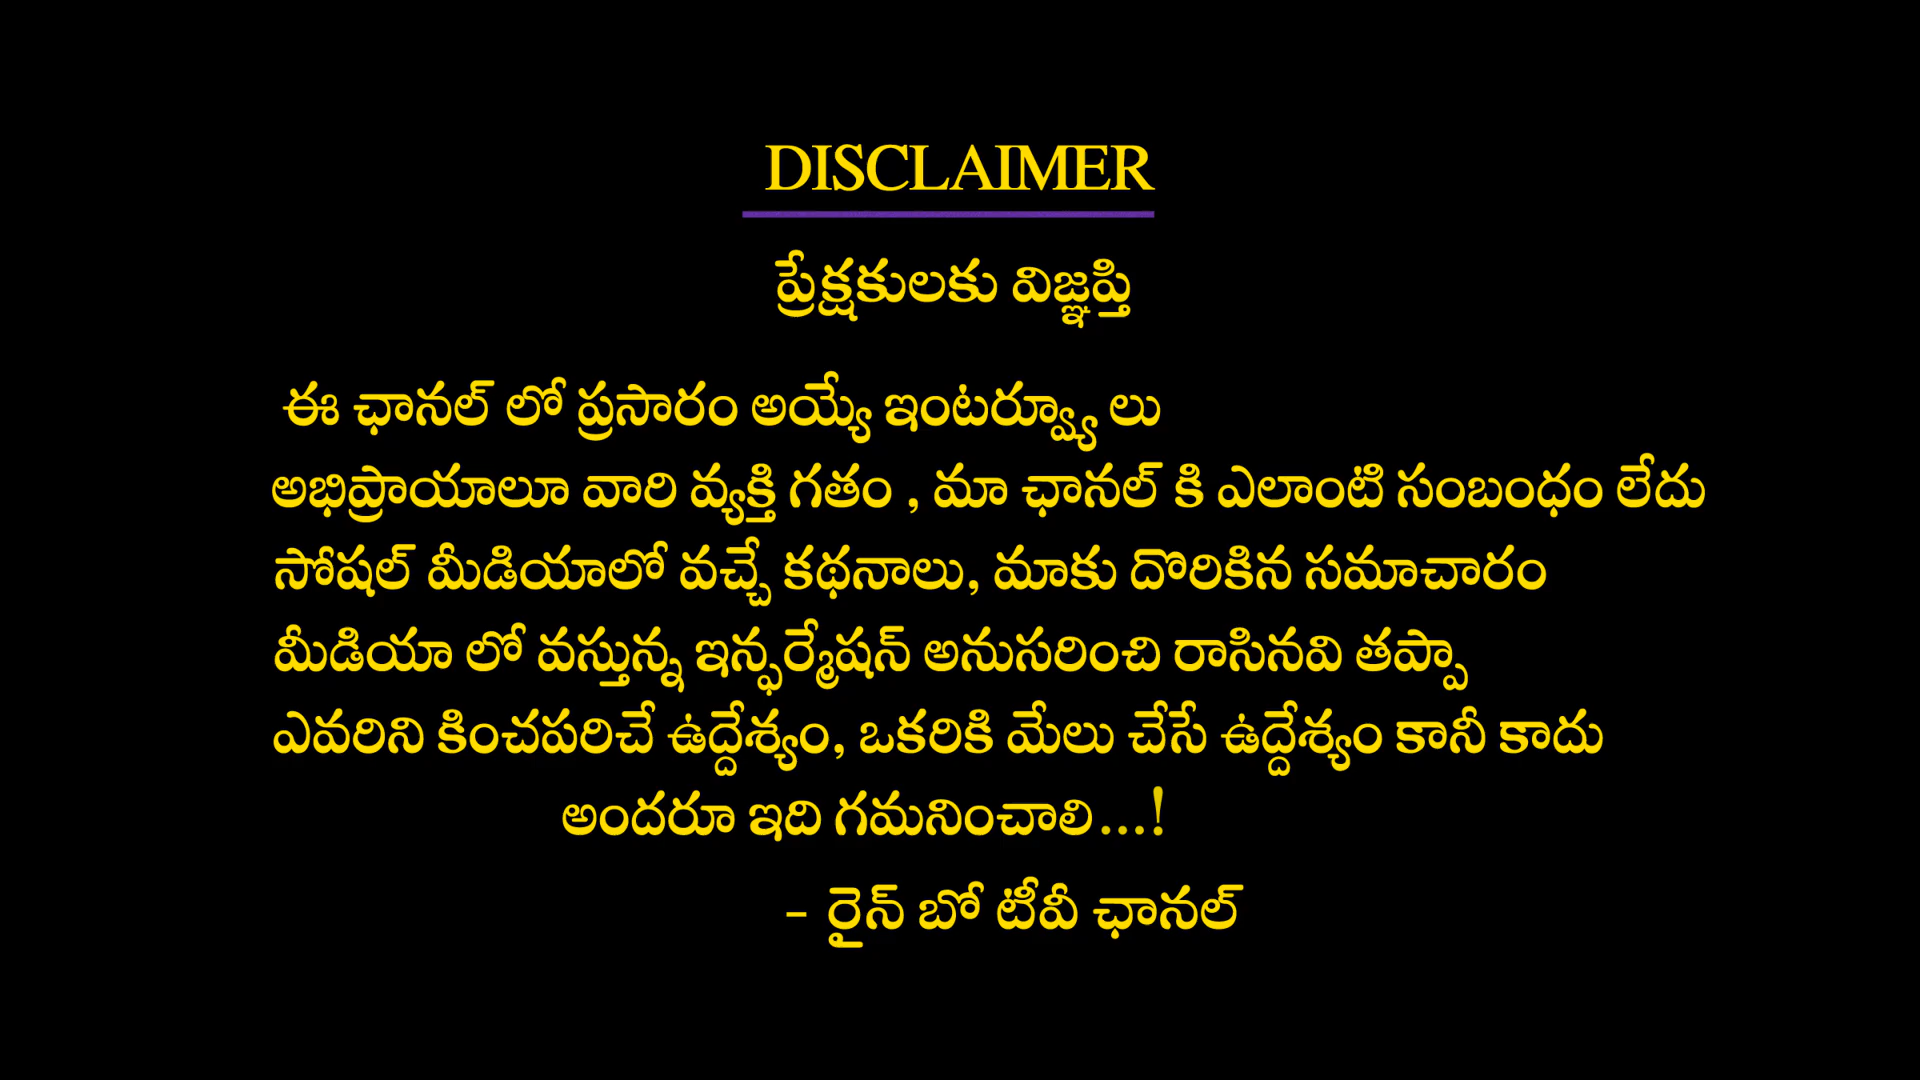 DISCLAIMER
ప్రేక్షకులకు విజ్ఞప్తి
ఈ ఛానల్ లో ప్రసారం అయ్యే ఇంటర్వ్యూ లు
అభిప్రాయాలూ వారి వ్యక్తి గతం , మా ఛానల్ కి ఎలాంటి సంబంధం లేదు
సోషల్ మీడియాలో వచ్చే కథనాలు, మాకు దొరికిన సమాచారం
మీడియా లో వస్తున్న ఇన్ఫర్మేషన్ అనుసరించి రాసినవి తప్పా
ఎవరిని కించపరిచే ఉద్దేశ్యం, ఒకరికి మేలు చేసే ఉద్దేశ్యం కానీ కాదు
అందరూ ఇది గమనించాలి...!
- రైన్ బో టీవీ ఛానల్